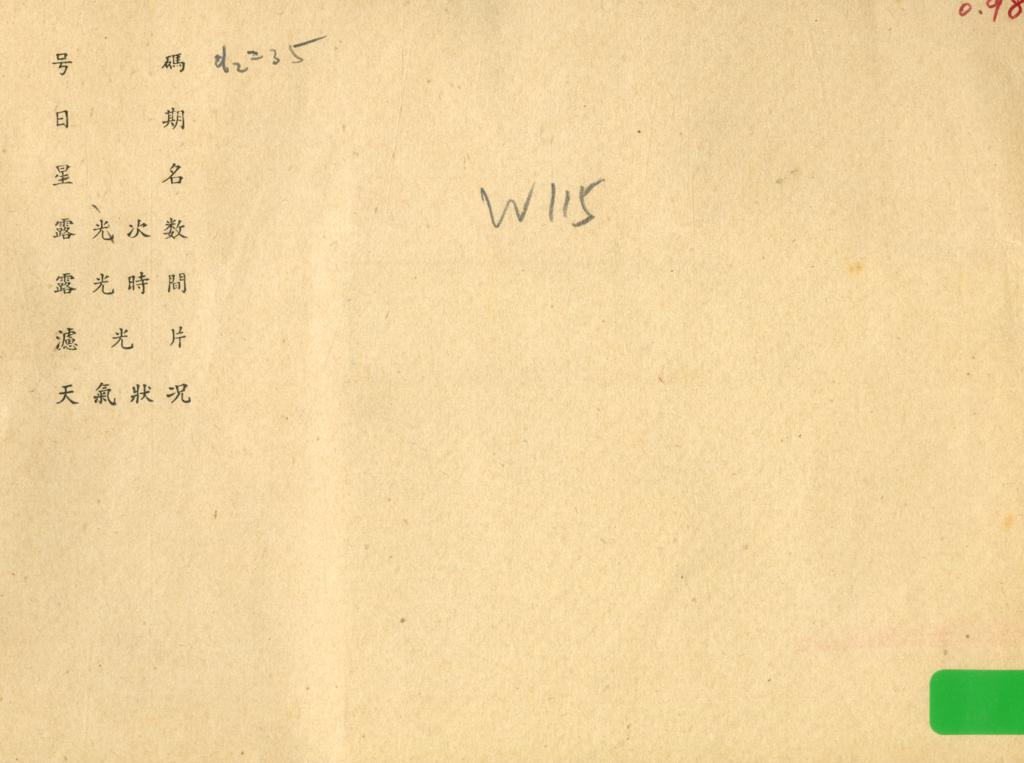 0.98
号碼 d₂=35
日期
星名
露光次数
W115
露光時間
濾光片
天氣狀况